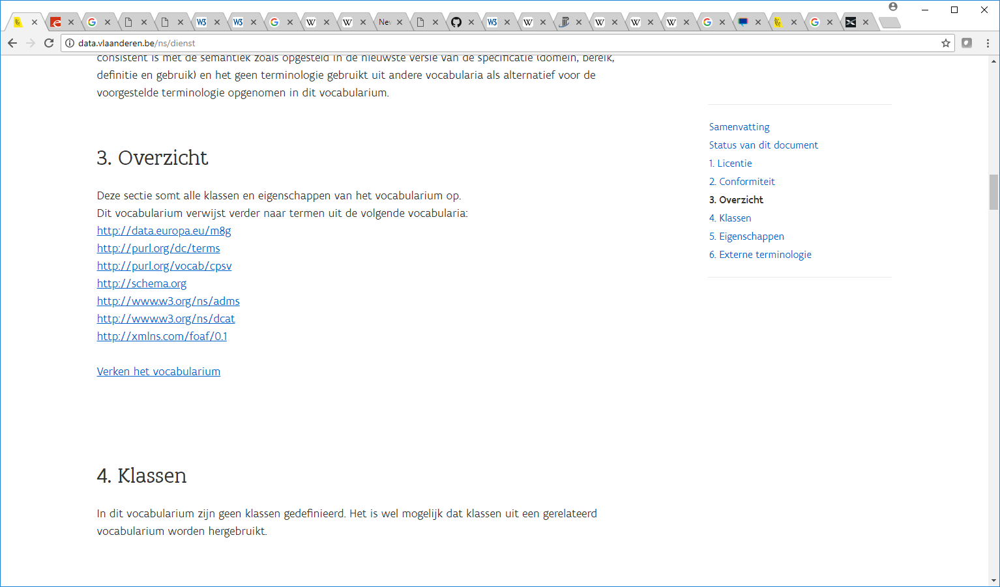 New
data.vlaanderen.be/ns/dienst
consistent is met de semantiek zoals opgesteld in de nieuwste versie van de specificatie (domein, bereik,
definitie en gebruik) en het geen terminologie gebruikt uit andere vocabularia als alternatief voor de
voorgestelde terminologie opgenomen in dit vocabularium.
3. Overzicht
Deze sectie somt alle klassen en eigenschappen van het vocabularium op.
Dit vocabularium verwijst verder naar termen uit de volgende vocabularia:
http://data.europa.eu/m8g
http://purl.org/dc/terms
http://purl.org/vocab/cpsv
http://schema.org
http://www.w3.org/ns/adms
http://www.w3.org/ns/dcat
http://xmlns.com/foaf/0.1
Verken het vocabularium
4. Klassen
In dit vocabularium zijn geen klassen gedefinieerd. Het is wel mogelijk dat klassen uit een gerelateerd
vocabularium worden hergebruikt.
Samenvatting
Status van dit document
1. Licentie
2. Conformiteit
3. Overzicht
4. Klassen
5. Eigenschappen
6. Externe terminologie